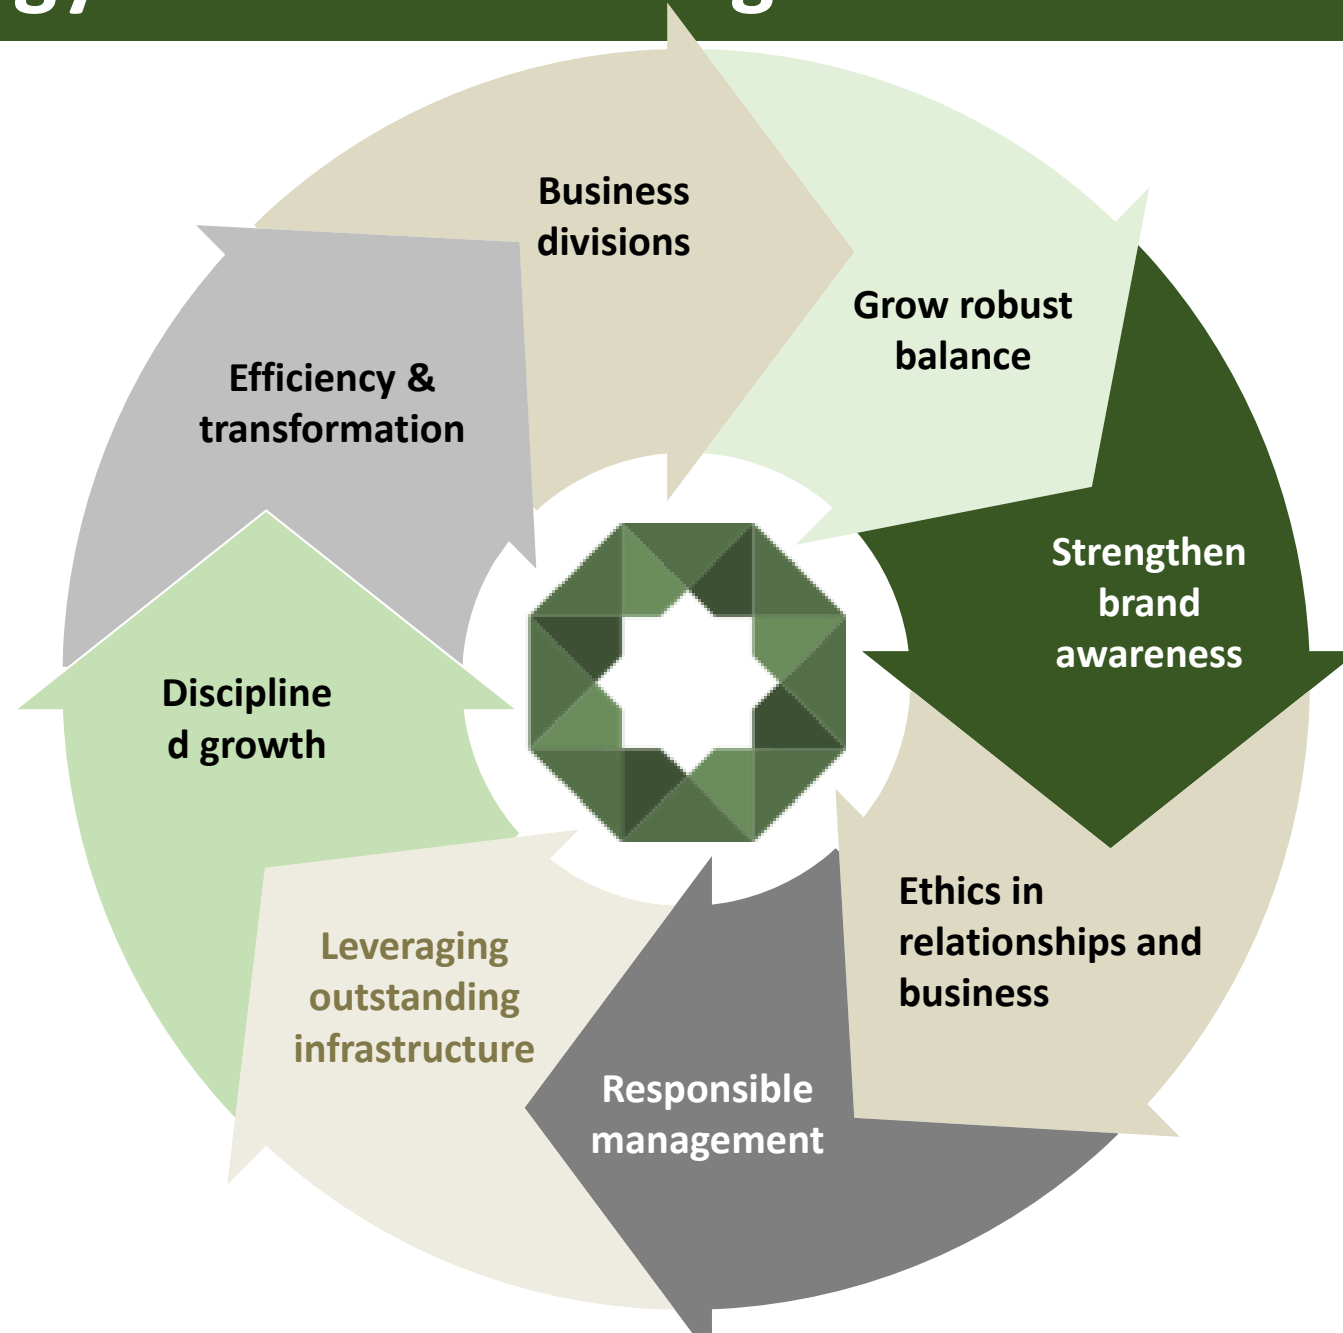 Business
divisions
Grow robust
balance
Strengthen
brand
awareness
Ethics in
relationships and
business
Responsible
management
Leveraging
outstanding
infrastructure
Discipline
d growth
Efficiency &
transformation